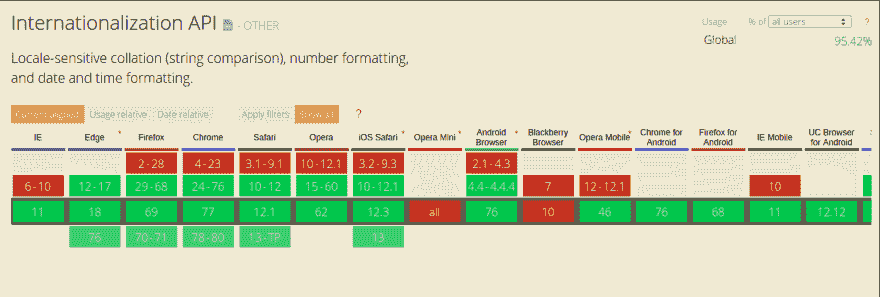 Internationalization API - OTHER
Usage % of all users ?
Global 95.42%
Locale-sensitive collation (string comparison), number formatting,
and date and time formatting.
Current aligned Usage relative Date relative Apply filters Show all ?
IE Edge * Firefox Chrome Safari Opera iOS Safari * Opera Mini * Android Browser * Blackberry Browser Opera Mobile * Chrome for Android Firefox for Android IE Mobile UC Browser for Android
2-28 4-23 3.1-9.1 10-12.1 3.2-9.3 2.1-4.3
6-10 12-17 29-68 24-76 10-12 15-60 10-12.1 4.4-4.4.4 7 12-12.1 10
11 18 69 77 12.1 62 12.3 all 76 10 46 76 68 11 12.12
76 70-71 78-80 13-TP 13